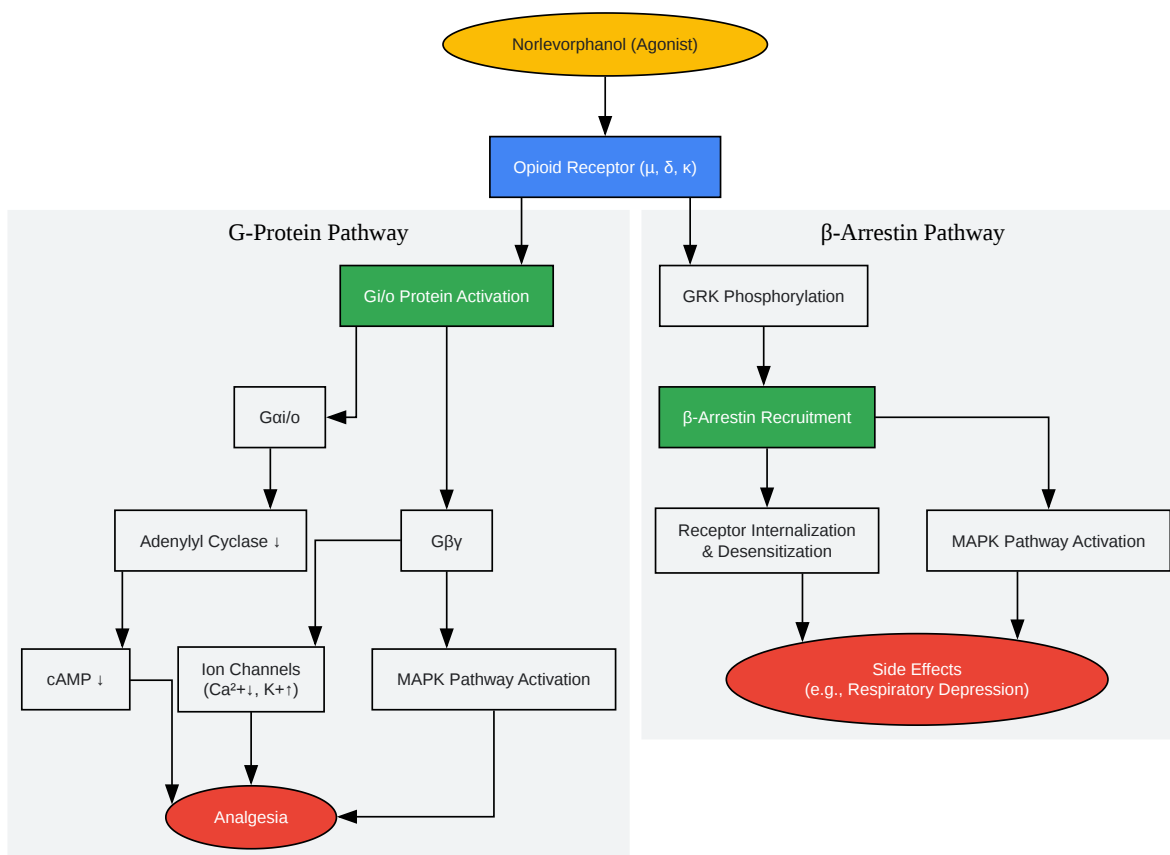 Norlevorphanol (Agonist)
Opioid Receptor (μ, δ, κ)
G-Protein Pathway
β-Arrestin Pathway
Gi/o Protein Activation
GRK Phosphorylation
Gαi/o
β-Arrestin Recruitment
Adenylyl Cyclase ↓
Gβγ
Receptor Internalization
& Desensitization
MAPK Pathway Activation
cAMP ↓
Ion Channels
(Ca²+↓, K+↑)
MAPK Pathway Activation
Side Effects
(e.g., Respiratory Depression)
Analgesia